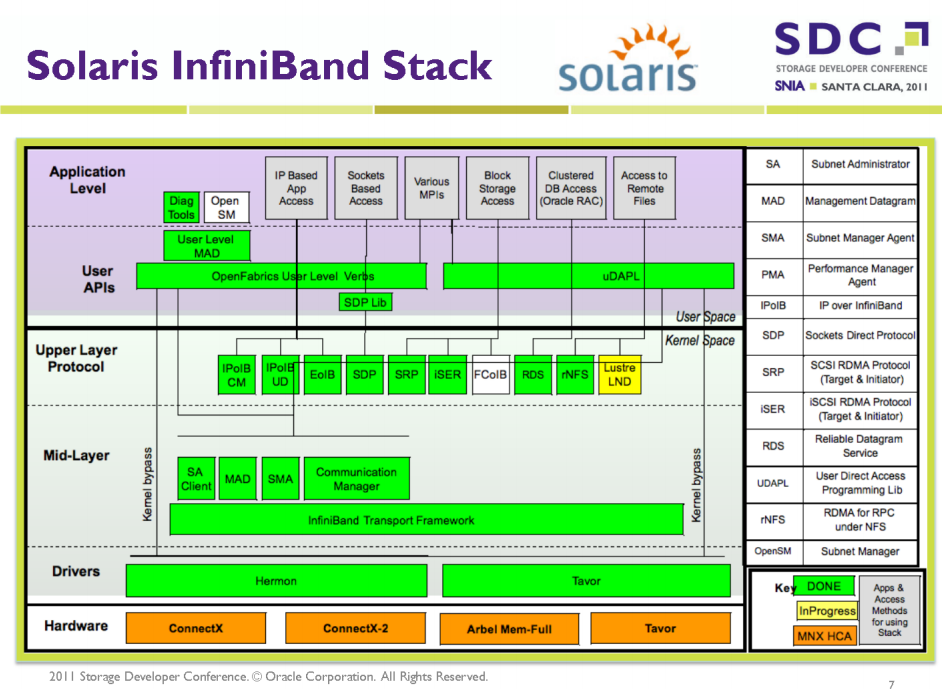 Solaris InfiniBand Stack
solaris
SDC
STORAGE DEVELOPER CONFERENCE
SNIA ■ SANTA CLARA, 2011
Application
Level
Diag
Tools
Open
SM
IP Based
App
Access
Sockets
Based
Access
Various
MPIs
Block
Storage
Access
Clustered
DB Access
(Oracle RAC)
Access to
Remote
Files
User Level
MAD
User
APIs
OpenFabrics User Level Verbs
uDAPL
SDP Lib
User Space
Kernel Space
Upper Layer
Protocol
IPoIB
CM
IPoIB
UD
EoIB
SDP
SRP
iSER
FCoIB
RDS
rNFS
Lustre
LND
Mid-Layer
Kernel bypass
SA
Client
MAD
SMA
Communication
Manager
Kernel bypass
InfiniBand Transport Framework
Drivers
Hermon
Tavor
Hardware
ConnectX
ConnectX-2
Arbel Mem-Full
Tavor
SA
Subnet Administrator
MAD
Management Datagram
SMA
Subnet Manager Agent
PMA
Performance Manager
Agent
IPoIB
IP over InfiniBand
SDP
Sockets Direct Protocol
SRP
SCSI RDMA Protocol
(Target & Initiator)
iSER
iSCSI RDMA Protocol
(Target & Initiator)
RDS
Reliable Datagram
Service
UDAPL
User Direct Access
Programming Lib
rNFS
RDMA for RPC
under NFS
OpenSM
Subnet Manager
Key
DONE
InProgress
MNX HCA
Apps &
Access
Methods
for using
Stack
2011 Storage Developer Conference. © Oracle Corporation. All Rights Reserved.
7